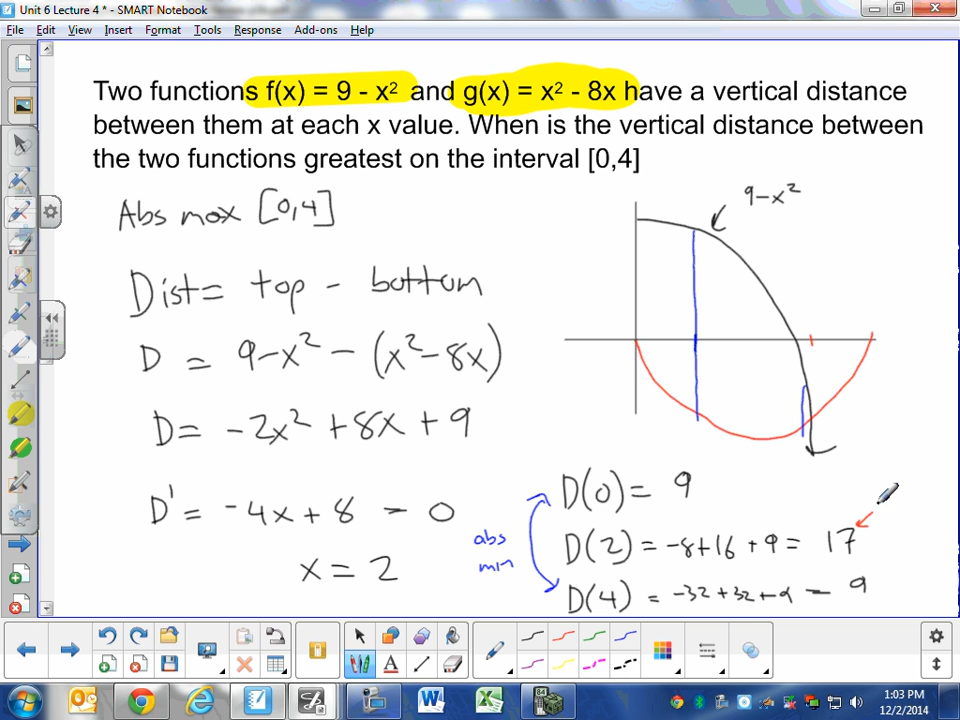 Unit 6 Lecture 4 * - SMART Notebook
File Edit View Insert Format Tools Response Add-ons Help
Two functions f(x) = 9 - x² and g(x) = x² - 8x have a vertical distance
between them at each x value. When is the vertical distance between
the two functions greatest on the interval [0,4]
Abs max [0,4]
9-x²
Dist = top - bottom
D = 9-x² - (x²-8x)
D = -2x² + 8x + 9
D' = -4x + 8 = 0
x = 2
abs
min
D(0) = 9
D(2) = -8+16+9 = 17
D(4) = -32+32+9 = 9
1:03 PM
12/2/2014